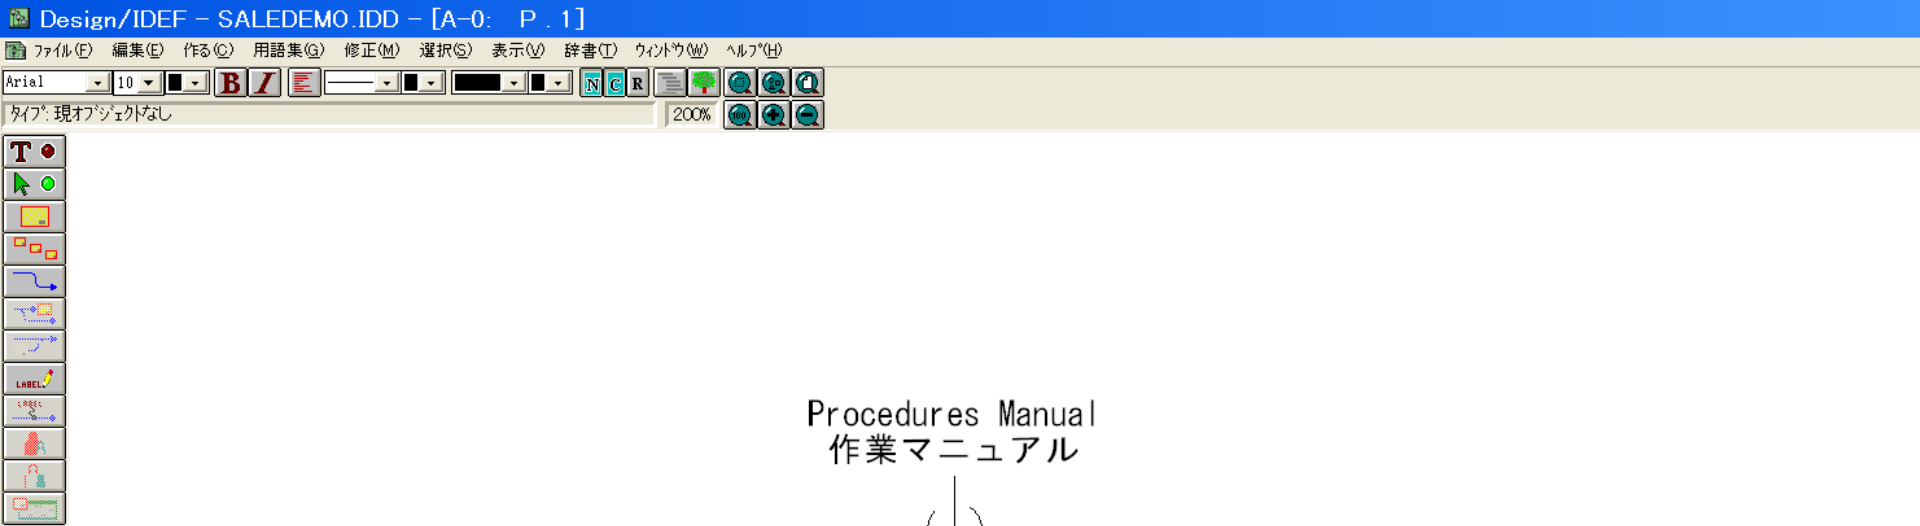 Design/IDEF - SALEDEMO.IDD - [A-0: P . 1]
ファイル(F) 編集(E) 作る(C) 用語集(G) 修正(M) 選択(S) 表示(V) 辞書(T) ウィンドウ(W) ヘルプ(H)
Arial 10 B I N C R
タイプ: 現オブジェクトなし 200% 100
T
LABEL
LABEL
Procedures Manual
作業マニュアル